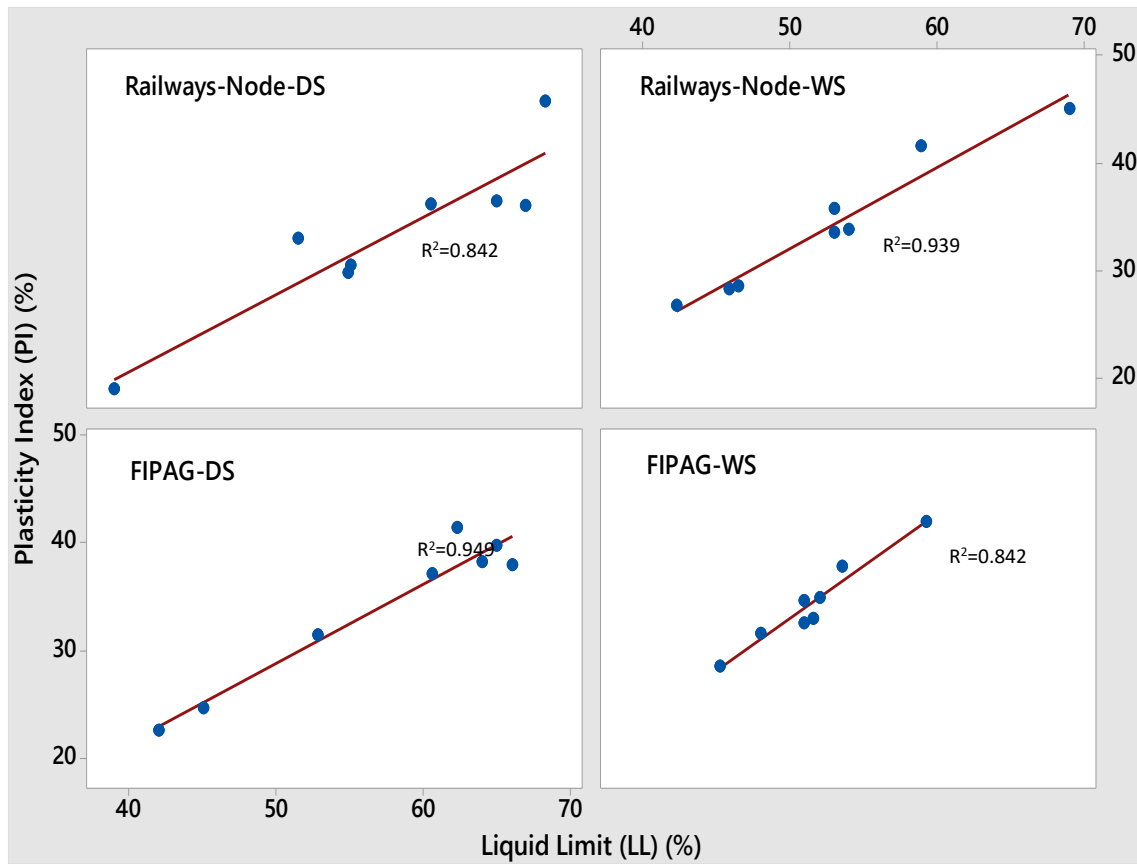 40 50 60 70
Railways-Node-DS
Railways-Node-WS
R²=0.842
R²=0.939
50
40
30
20
Plasticity Index (PI) (%)
FIPAG-DS
FIPAG-WS
R²=0.949
R²=0.842
50
40
30
20
40 50 60 70
Liquid Limit (LL) (%)